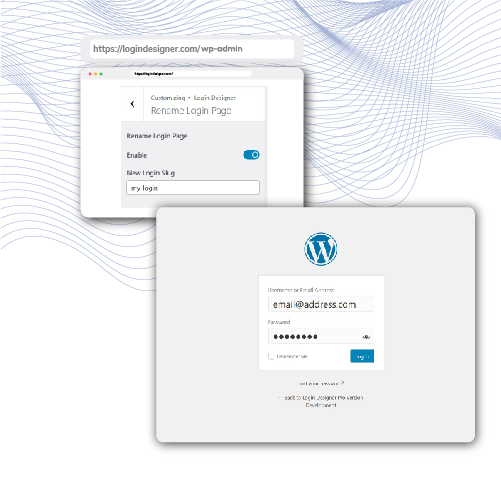 https://logindesigner.com/wp-admin
https://logindesigner.com/
Customizing • Login Designer
Rename Login Page
Rename Login Page
Enable
New Login Slug
my login
Username or Email Address
email@address.com
Password
Remember Me
Log In
Lost your password?
← Back to Login Designer Pro Version
Development